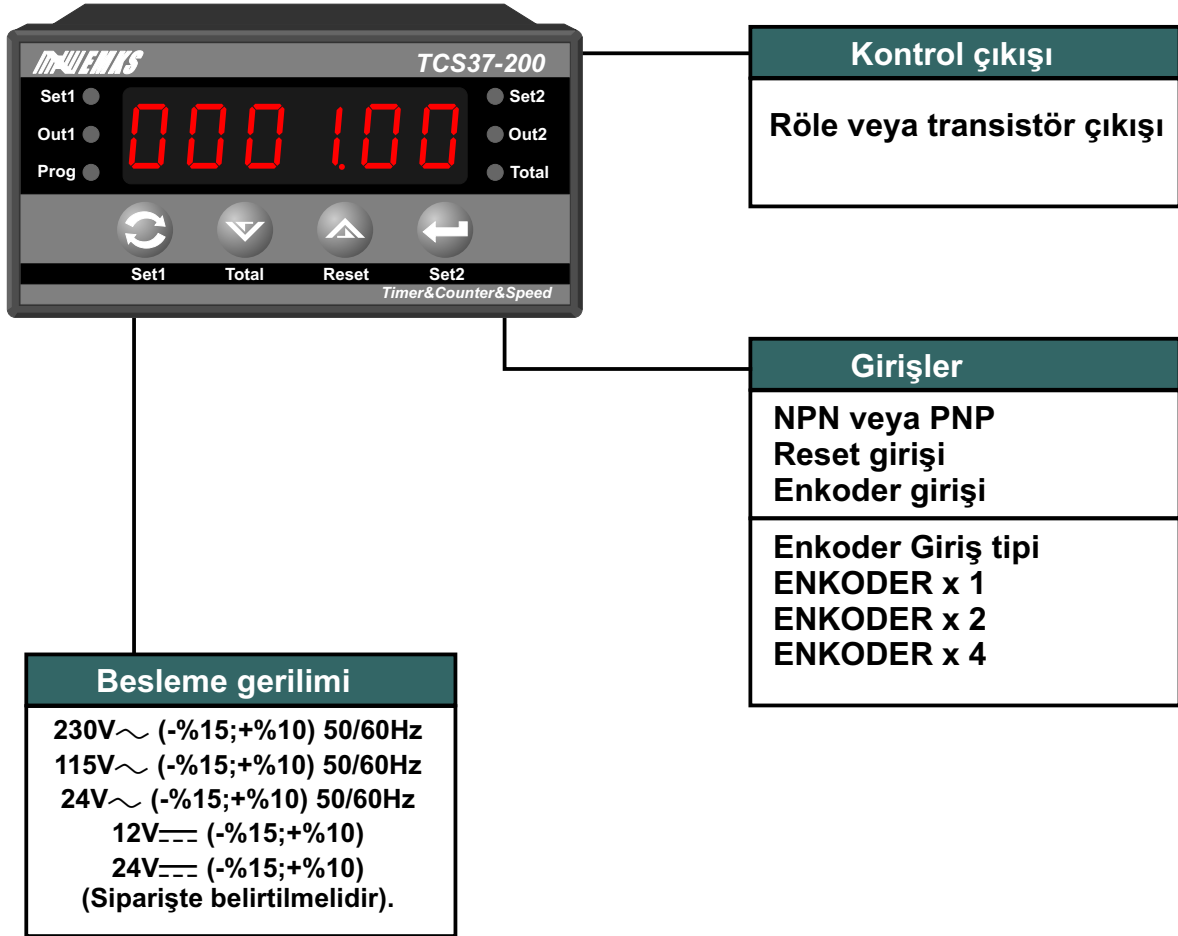 TCS37-200
Set1
Out1
Prog
0001.00
Set2
Out2
Total
Set1 Total Reset Set2
Timer&Counter&Speed
Kontrol çıkışı
Röle veya transistör çıkışı
Girişler
NPN veya PNP
Reset girişi
Enkoder girişi
Enkoder Giriş tipi
ENKODER x 1
ENKODER x 2
ENKODER x 4
Besleme gerilimi
230V～ (-%15;+%10) 50/60Hz
115V～ (-%15;+%10) 50/60Hz
24V～ (-%15;+%10) 50/60Hz
12V⎓ (-%15;+%10)
24V⎓ (-%15;+%10)
(Siparişte belirtilmelidir).